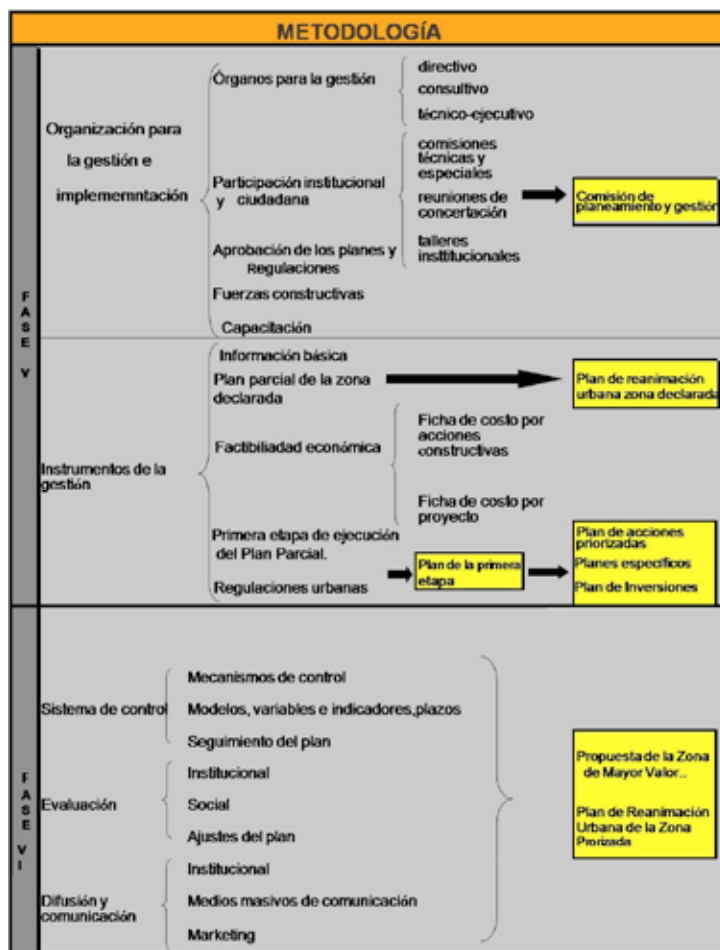 METODOLOGÍA
FASE V
Organización para
la gestión e
implememntación
Órganos para la gestión
directivo
consultivo
técnico-ejecutivo
Participación institucional
y ciudadana
comisiones
técnicas y
especiales
reuniones de
concertación
talleres
insttitucionales
Comisión de
planeamiento y gestión
Aprobación de los planes y
Regulaciones
Fuerzas constructivas
Capacitación
Instrumentos de la
gestión
Información básica
Plan parcial de la zona
declarada
Plan de reanimación
urbana zona declarada
Factibiliadad económica
Ficha de costo por
acciones
constructivas
Ficha de costo por
proyecto
Primera etapa de ejecución
del Plan Parcial.
Regulaciones urbanas
Plan de la primera
etapa
Plan de acciones
priorizadas
Planes específicos
Plan de Inversiones
FASE VI
Sistema de control
Mecanismos de control
Modelos, variables e indicadores,plazos
Seguimiento del plan
Evaluación
Institucional
Social
Ajustes del plan
Difusión y
comunicación
Institucional
Medios masivos de comunicación
Marketing
Propuesta de la Zona
de Mayor Valor..
Plan de Reanimación
Urbana de la Zona
Prorizada